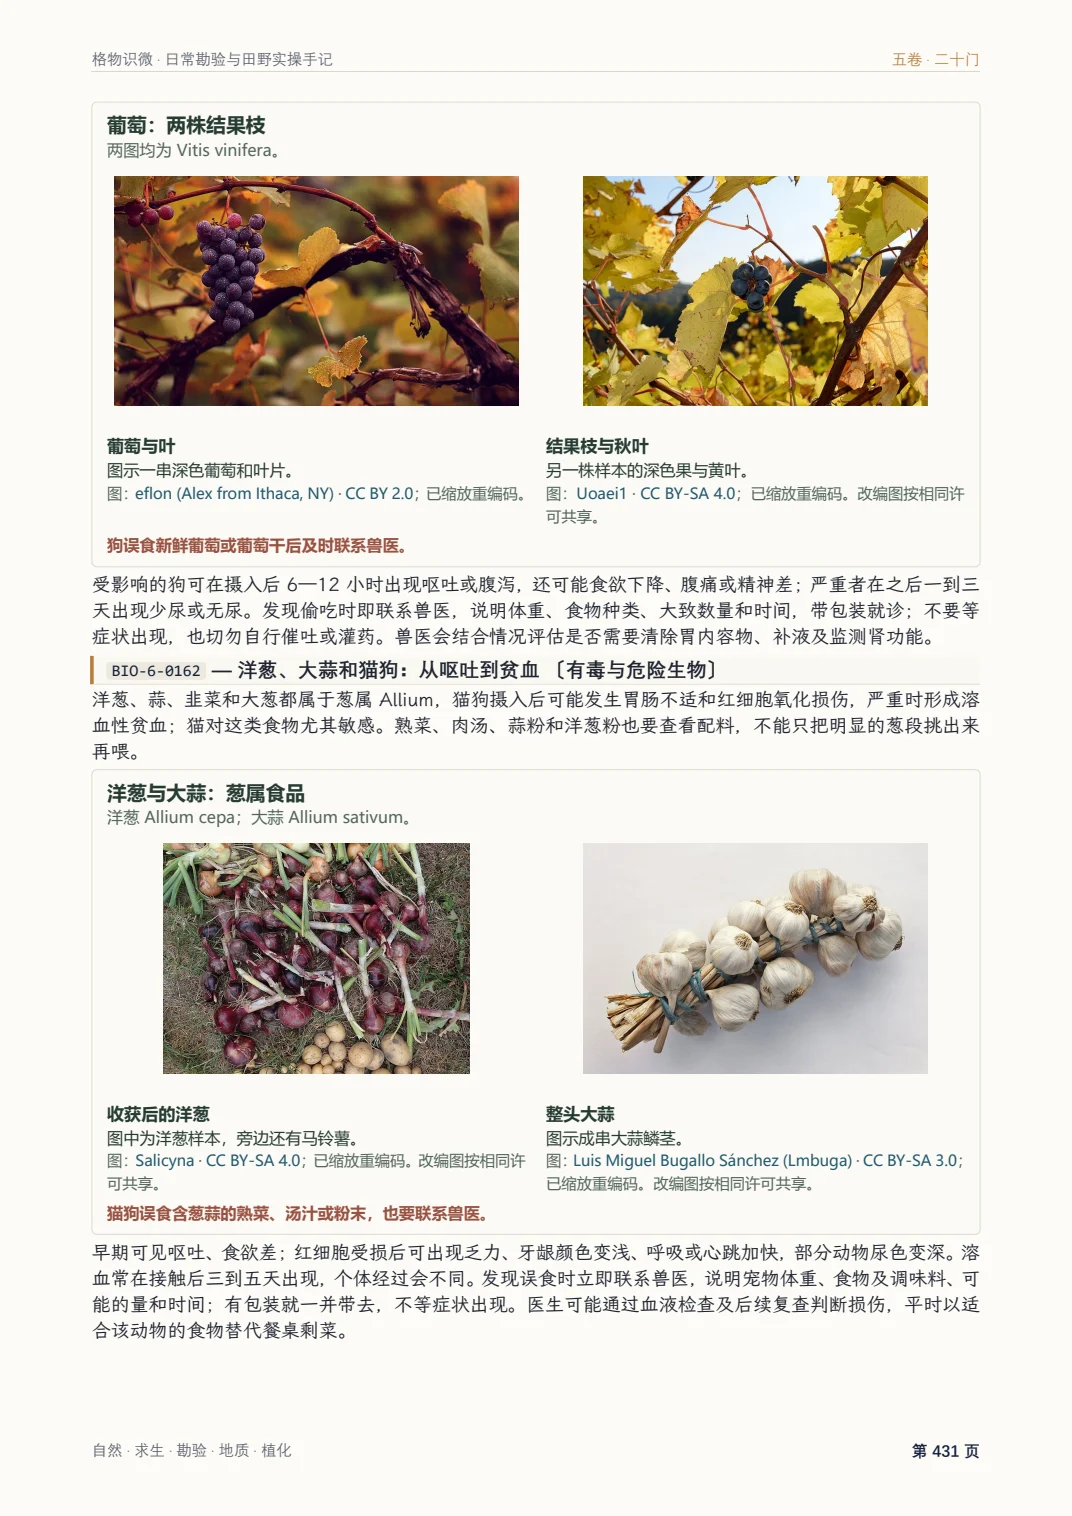 格物识微 · 日常勘验与田野实操手记
五卷 · 二十门
葡萄：两株结果枝
两图均为 Vitis vinifera。
葡萄与叶
图示一串深色葡萄和叶片。
图：eflon (Alex from Ithaca, NY) · CC BY 2.0；已缩放重编码。
结果枝与秋叶
另一株样本的深色果与黄叶。
图：Uoaei1 · CC BY-SA 4.0；已缩放重编码。改编图按相同许
可共享。
狗误食新鲜葡萄或葡萄干后及时联系兽医。
受影响的狗可在摄入后 6—12 小时出现呕吐或腹泻，还可能食欲下降、腹痛或精神差；严重者在之后一到三
天出现少尿或无尿。发现偷吃时即联系兽医，说明体重、食物种类、大致数量和时间，带包装就诊；不要等
症状出现，也切勿自行催吐或灌药。兽医会结合情况评估是否需要清除胃内容物、补液及监测肾功能。
BIO-6-0162 — 洋葱、大蒜和猫狗：从呕吐到贫血 〔有毒与危险生物〕
洋葱、蒜、韭菜和大葱都属于葱属 Allium，猫狗摄入后可能发生胃肠不适和红细胞氧化损伤，严重时形成溶
血性贫血；猫对这类食物尤其敏感。熟菜、肉汤、蒜粉和洋葱粉也要查看配料，不能只把明显的葱段挑出来
再喂。
洋葱与大蒜：葱属食品
洋葱 Allium cepa；大蒜 Allium sativum。
收获后的洋葱
图中为洋葱样本，旁边还有马铃薯。
图：Salicyna · CC BY-SA 4.0；已缩放重编码。改编图按相同许
可共享。
整头大蒜
图示成串大蒜鳞茎。
图：Luis Miguel Bugallo Sánchez (Lmbuga) · CC BY-SA 3.0；
已缩放重编码。改编图按相同许可共享。
猫狗误食含葱蒜的熟菜、汤汁或粉末，也要联系兽医。
早期可见呕吐、食欲差；红细胞受损后可出现乏力、牙龈颜色变浅、呼吸或心跳加快，部分动物尿色变深。溶
血常在接触后三到五天出现，个体经过会不同。发现误食时立即联系兽医，说明宠物体重、食物及调味料、可
能的量和时间；有包装就一并带去，不等症状出现。医生可能通过血液检查及后续复查判断损伤，平时以适
合该动物的食物替代餐桌剩菜。
自然 · 求生 · 勘验 · 地质 · 植化
第 431 页